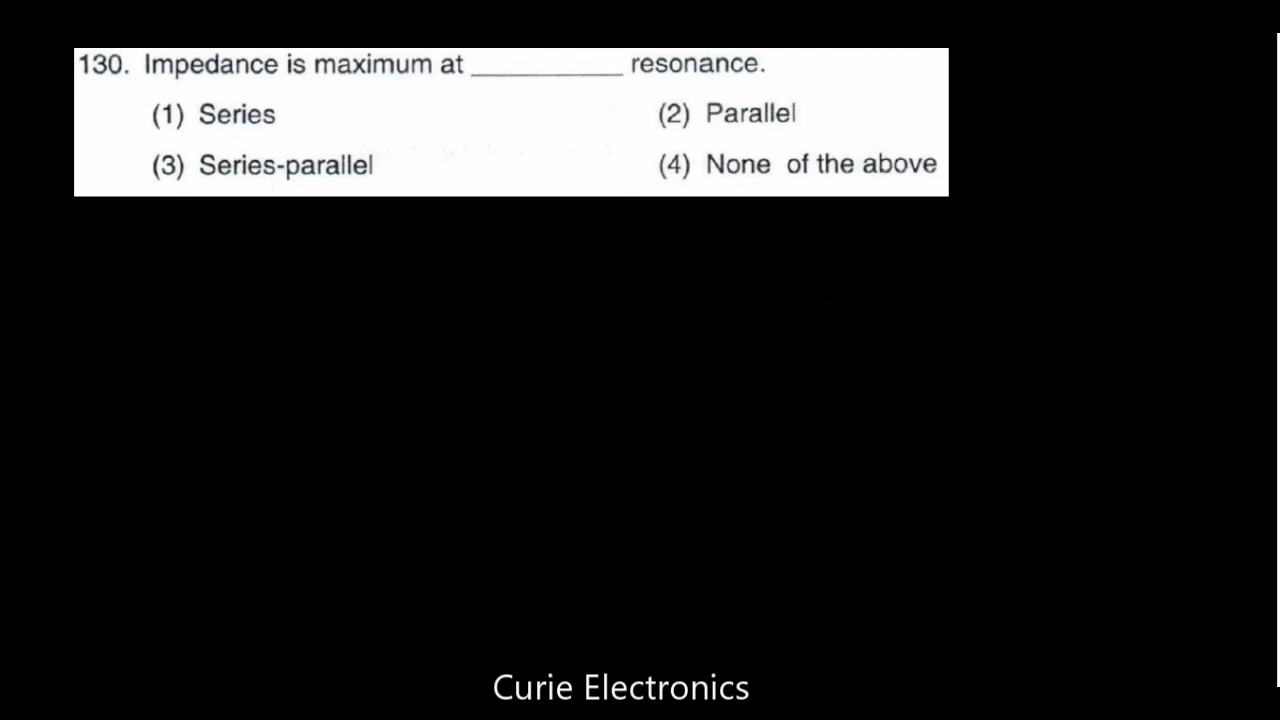 130. Impedance is maximum at __________ resonance.
(1) Series (2) Parallel
(3) Series-parallel (4) None of the above
Curie Electronics